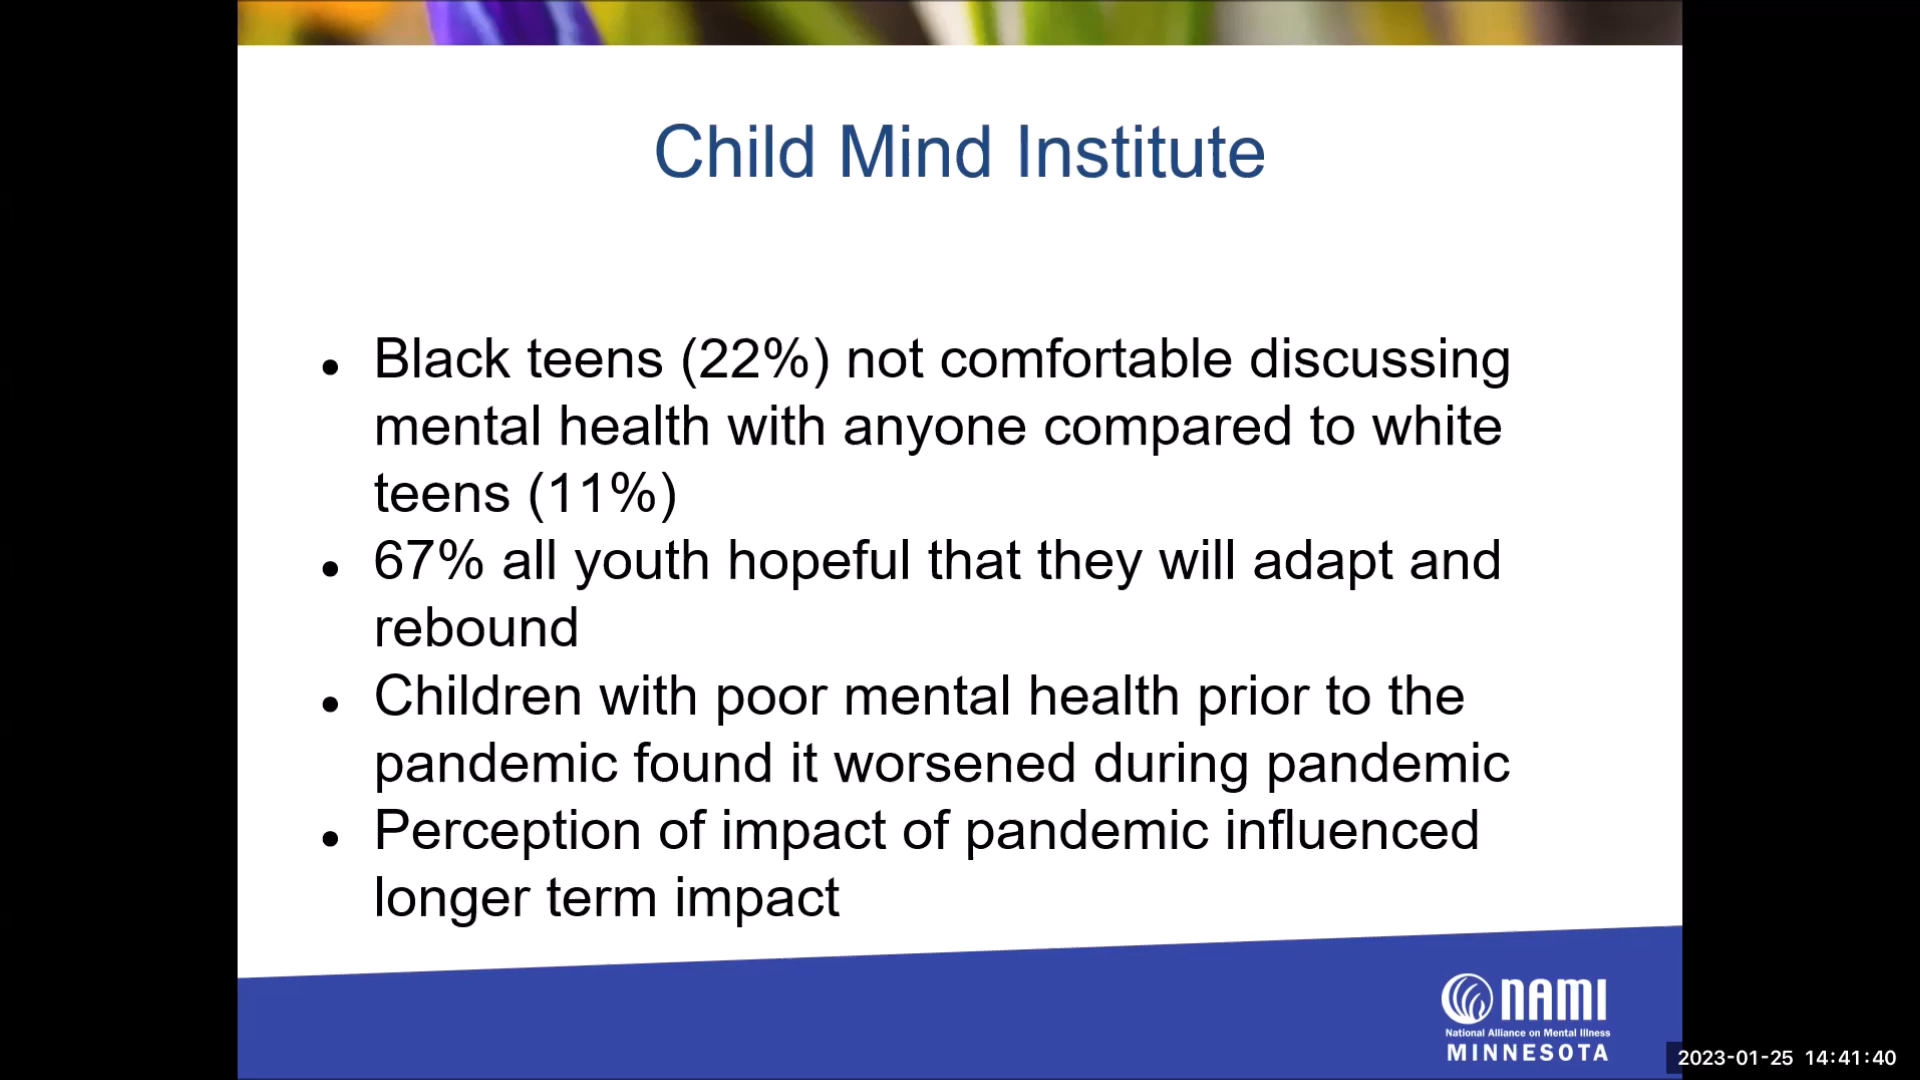 Child Mind Institute
• Black teens (22%) not comfortable discussing
mental health with anyone compared to white
teens (11%)
• 67% all youth hopeful that they will adapt and
rebound
• Children with poor mental health prior to the
pandemic found it worsened during pandemic
• Perception of impact of pandemic influenced
longer term impact
NAMI
National Alliance on Mental Illness
MINNESOTA
2023-01-25 14:41:40